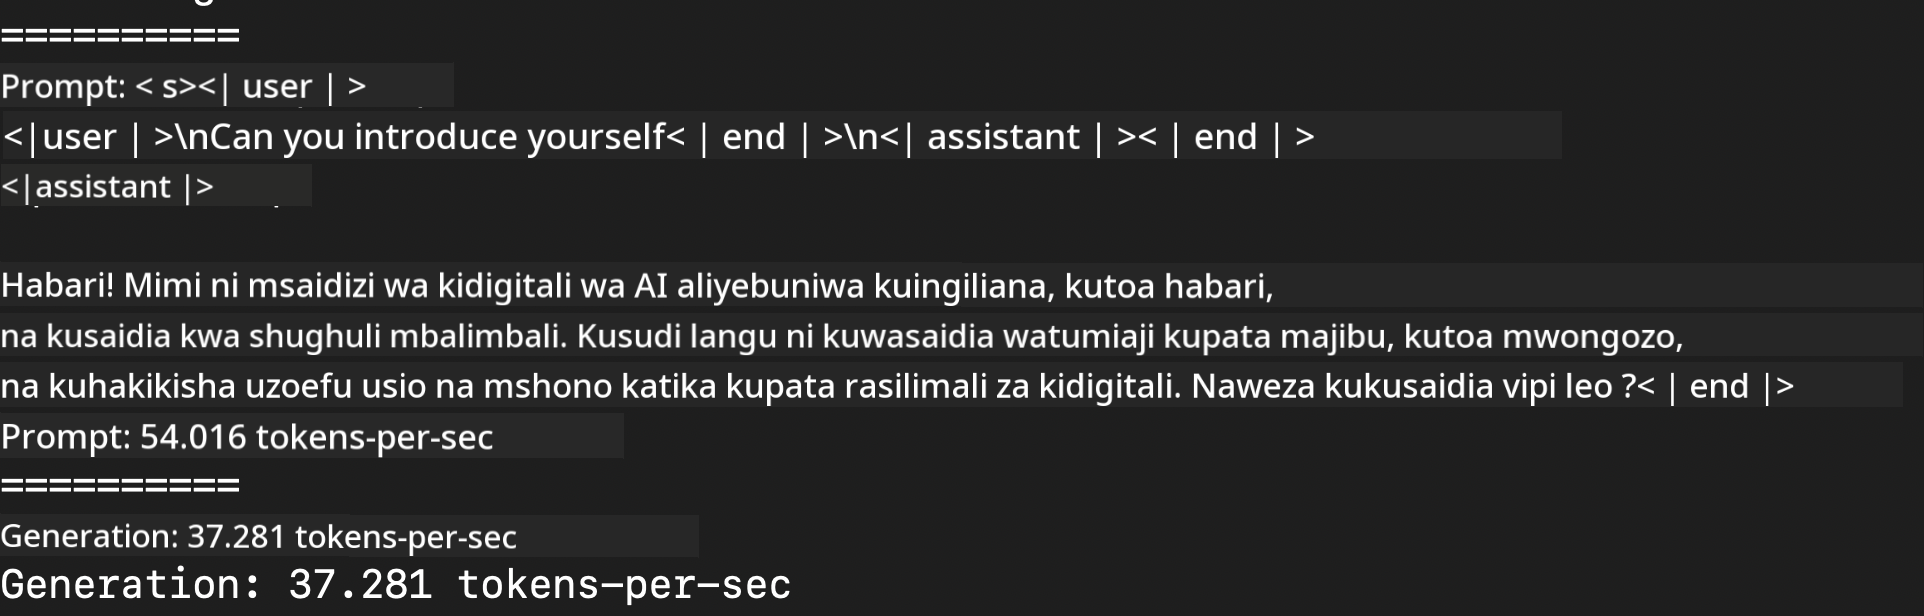 ==========
Prompt: < s><| user | >
<|user | >\nCan you introduce yourself< | end | >\n<| assistant | >< | end | >
<|assistant |>
Habari! Mimi ni msaidizi wa kidigitali wa AI aliyebuniwa kuingiliana, kutoa habari,
na kusaidia kwa shughuli mbalimbali. Kusudi langu ni kuwasaidia watumiaji kupata majibu, kutoa mwongozo,
na kuhakikisha uzoefu usio na mshono katika kupata rasilimali za kidigitali. Naweza kukusaidia vipi leo ?< | end |>
Prompt: 54.016 tokens-per-sec
==========
Generation: 37.281 tokens-per-sec
Generation: 37.281 tokens-per-sec